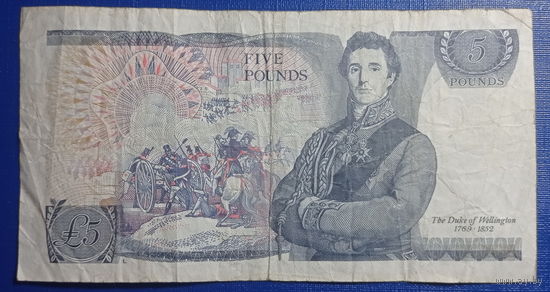 FIVE
POUNDS
5
POUNDS
£5
The Duke of Wellington
1769-1852